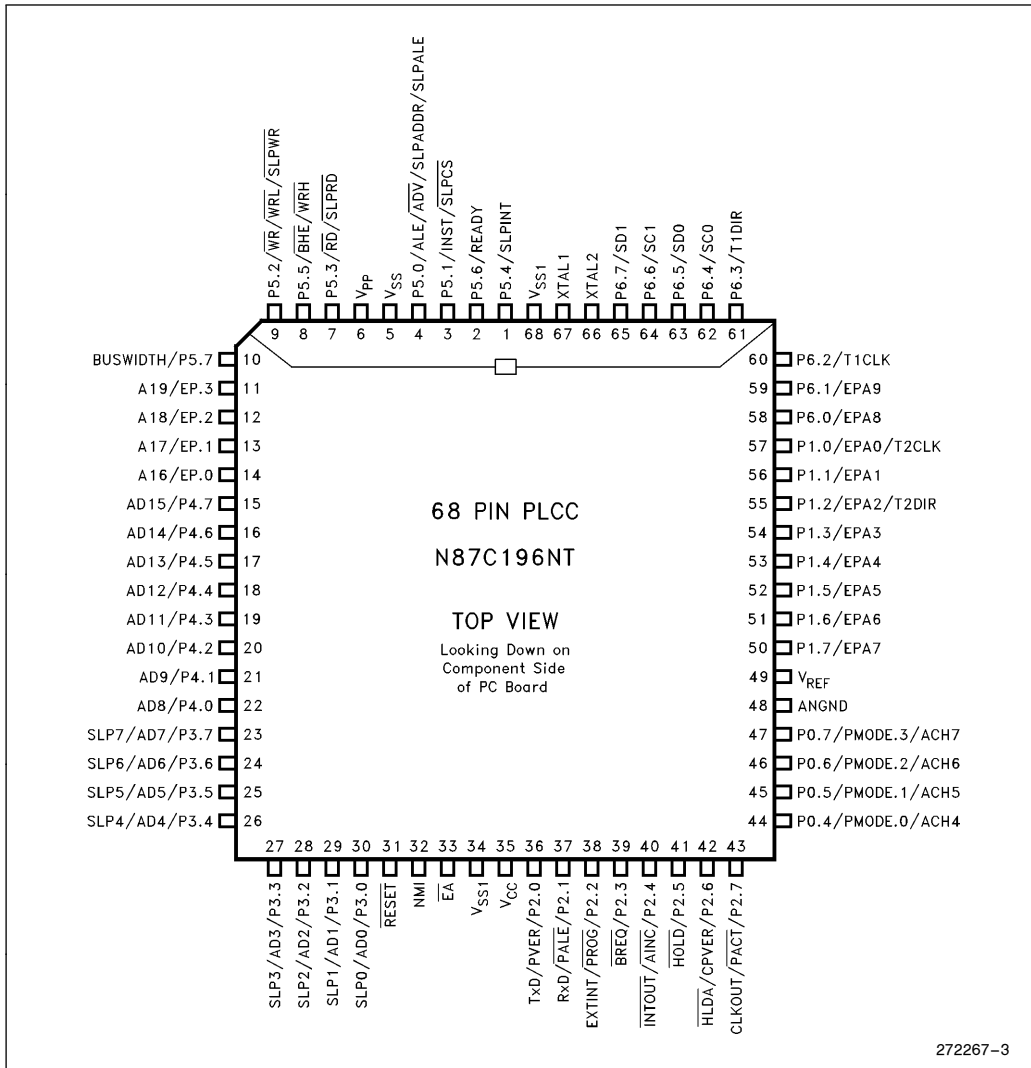 P5.2/WR/WRL/SLPWR
P5.5/BHE/WRH
P5.3/RD/SLPRD
VPP
VSS
P5.0/ALE/ADV/SLPADDR/SLPALE
P5.1/INST/SLPCS
P5.6/READY
P5.4/SLPINT
VSS1
XTAL1
XTAL2
P6.7/SD1
P6.6/SC1
P6.5/SD0
P6.4/SC0
P6.3/T1DIR
9 8 7 6 5 4 3 2 1 68 67 66 65 64 63 62 61
BUSWIDTH/P5.7 10
A19/EP.3 11
A18/EP.2 12
A17/EP.1 13
A16/EP.0 14
AD15/P4.7 15
AD14/P4.6 16
AD13/P4.5 17
AD12/P4.4 18
AD11/P4.3 19
AD10/P4.2 20
AD9/P4.1 21
AD8/P4.0 22
SLP7/AD7/P3.7 23
SLP6/AD6/P3.6 24
SLP5/AD5/P3.5 25
SLP4/AD4/P3.4 26
68 PIN PLCC
N87C196NT
TOP VIEW
Looking Down on
Component Side
of PC Board
60 P6.2/T1CLK
59 P6.1/EPA9
58 P6.0/EPA8
57 P1.0/EPA0/T2CLK
56 P1.1/EPA1
55 P1.2/EPA2/T2DIR
54 P1.3/EPA3
53 P1.4/EPA4
52 P1.5/EPA5
51 P1.6/EPA6
50 P1.7/EPA7
49 VREF
48 ANGND
47 P0.7/PMODE.3/ACH7
46 P0.6/PMODE.2/ACH6
45 P0.5/PMODE.1/ACH5
44 P0.4/PMODE.0/ACH4
27 28 29 30 31 32 33 34 35 36 37 38 39 40 41 42 43
SLP3/AD3/P3.3
SLP2/AD2/P3.2
SLP1/AD1/P3.1
SLP0/AD0/P3.0
RESET
NMI
EA
VSS1
VCC
TxD/PVER/P2.0
RxD/PALE/P2.1
EXTINT/PROG/P2.2
BREQ/P2.3
INTOUT/AINC/P2.4
HOLD/P2.5
HLDA/CPVER/P2.6
CLKOUT/PACT/P2.7
272267-3